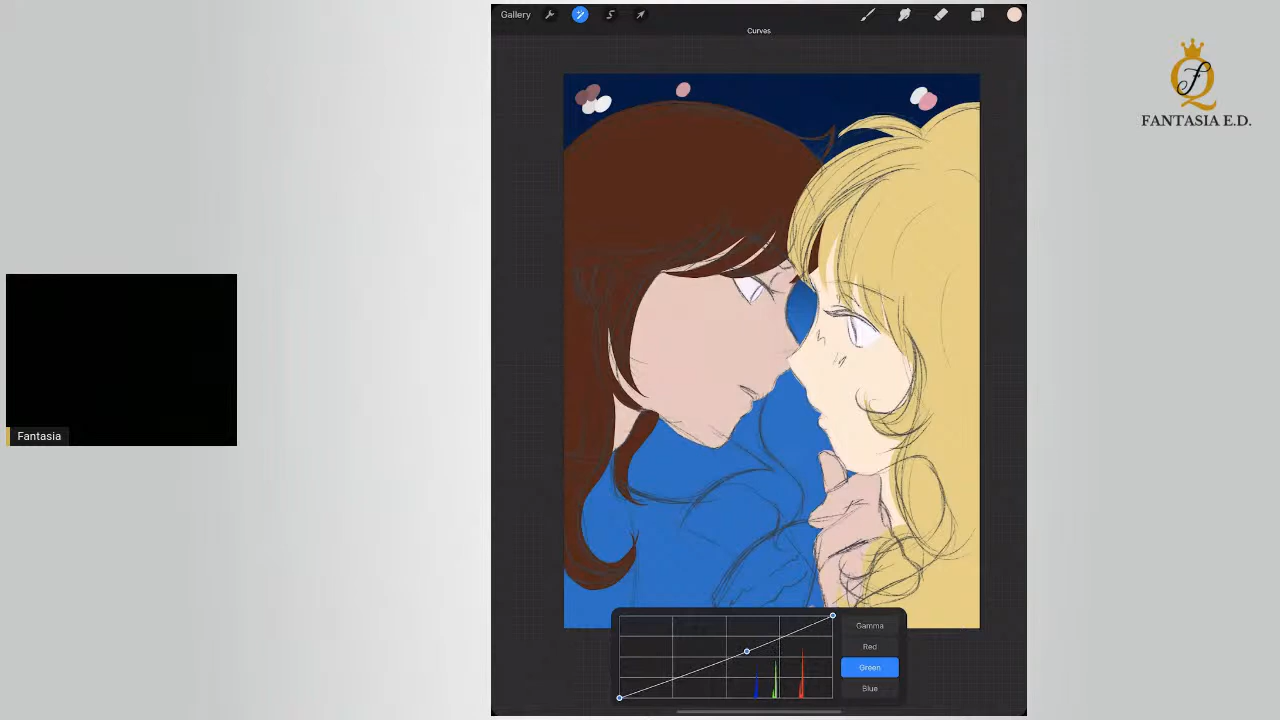 Gallery
Curves
FANTASIA E.D.
Fantasia
Gamma
Red
Green
Blue